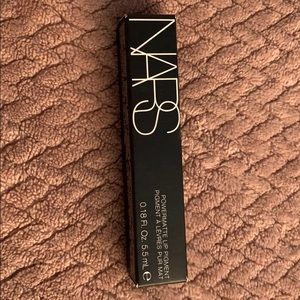 NARS
POWERMATTE LIP PIGMENT
PIGMENT À LÈVRES PUR MAT
0.18 Fl. Oz. 5.5 mL ℮